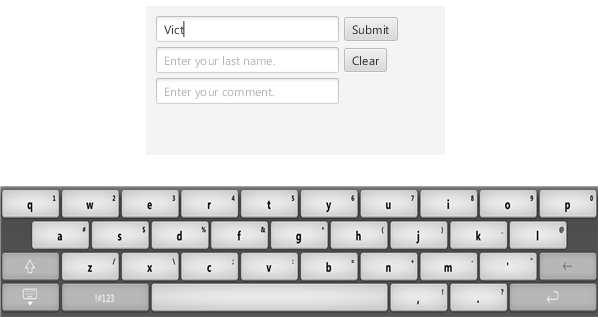 Vict Submit
Enter your last name. Clear
Enter your comment.
q 1 w 2 e 3 r 4 t 5 y 6 u 7 i 8 o 9 p 0
a # s $ d % f & g * h ( j ) k - l @
z / x \ c ; v : b = n + m - ' "
!#123 , ! . ?